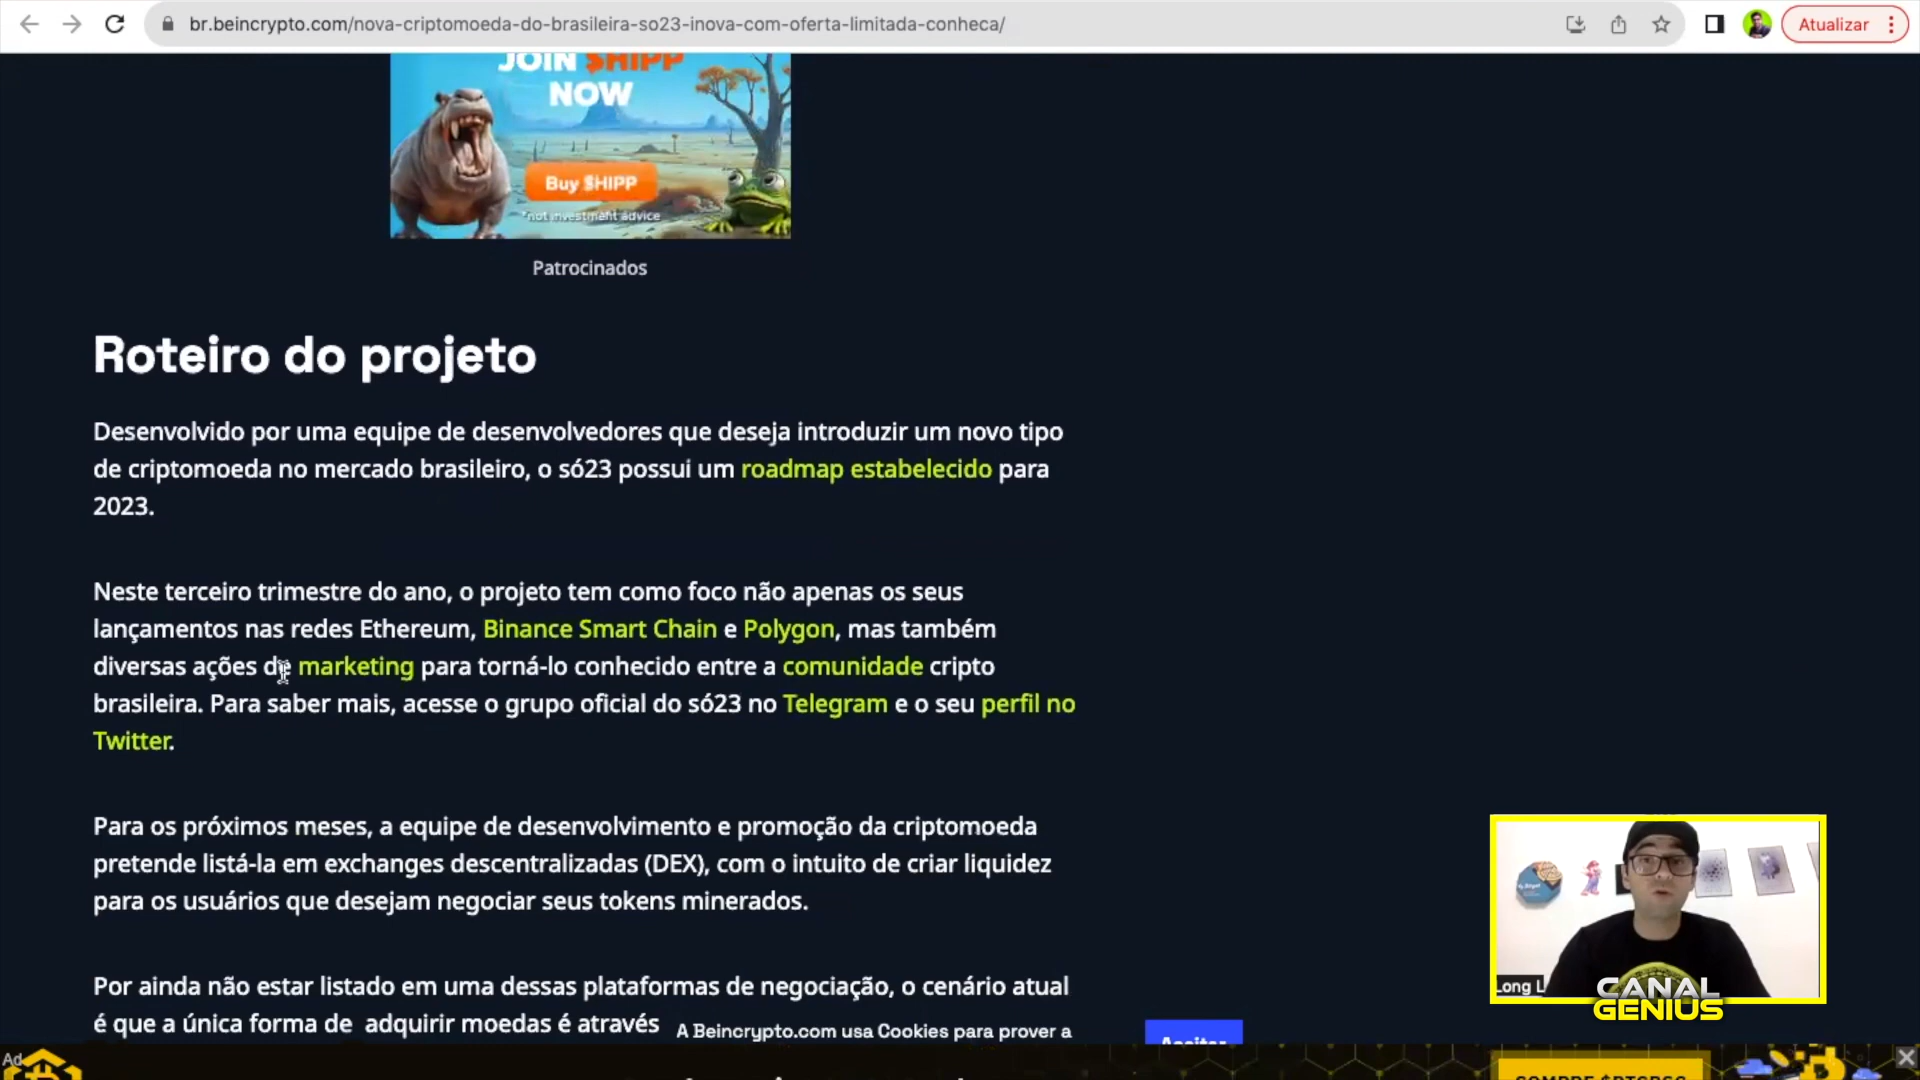 br.beincrypto.com/nova-criptomoeda-do-brasileira-so23-inova-com-oferta-limitada-conheca/
Atualizar
JOIN $HIPP
NOW
Buy $HIPP
*not investment advice
Patrocinados
Roteiro do projeto
Desenvolvido por uma equipe de desenvolvedores que deseja introduzir um novo tipo
de criptomoeda no mercado brasileiro, o só23 possui um roadmap estabelecido para
2023.
Neste terceiro trimestre do ano, o projeto tem como foco não apenas os seus
lançamentos nas redes Ethereum, Binance Smart Chain e Polygon, mas também
diversas ações de marketing para torná-lo conhecido entre a comunidade cripto
brasileira. Para saber mais, acesse o grupo oficial do só23 no Telegram e o seu perfil no
Twitter.
Para os próximos meses, a equipe de desenvolvimento e promoção da criptomoeda
pretende listá-la em exchanges descentralizadas (DEX), com o intuito de criar liquidez
para os usuários que desejam negociar seus tokens minerados.
Por ainda não estar listado em uma dessas plataformas de negociação, o cenário atual
é que a única forma de adquirir moedas é através
A Beincrypto.com usa Cookies para prover a
Aceitar
Long L
CANAL
GENIUS
Ad